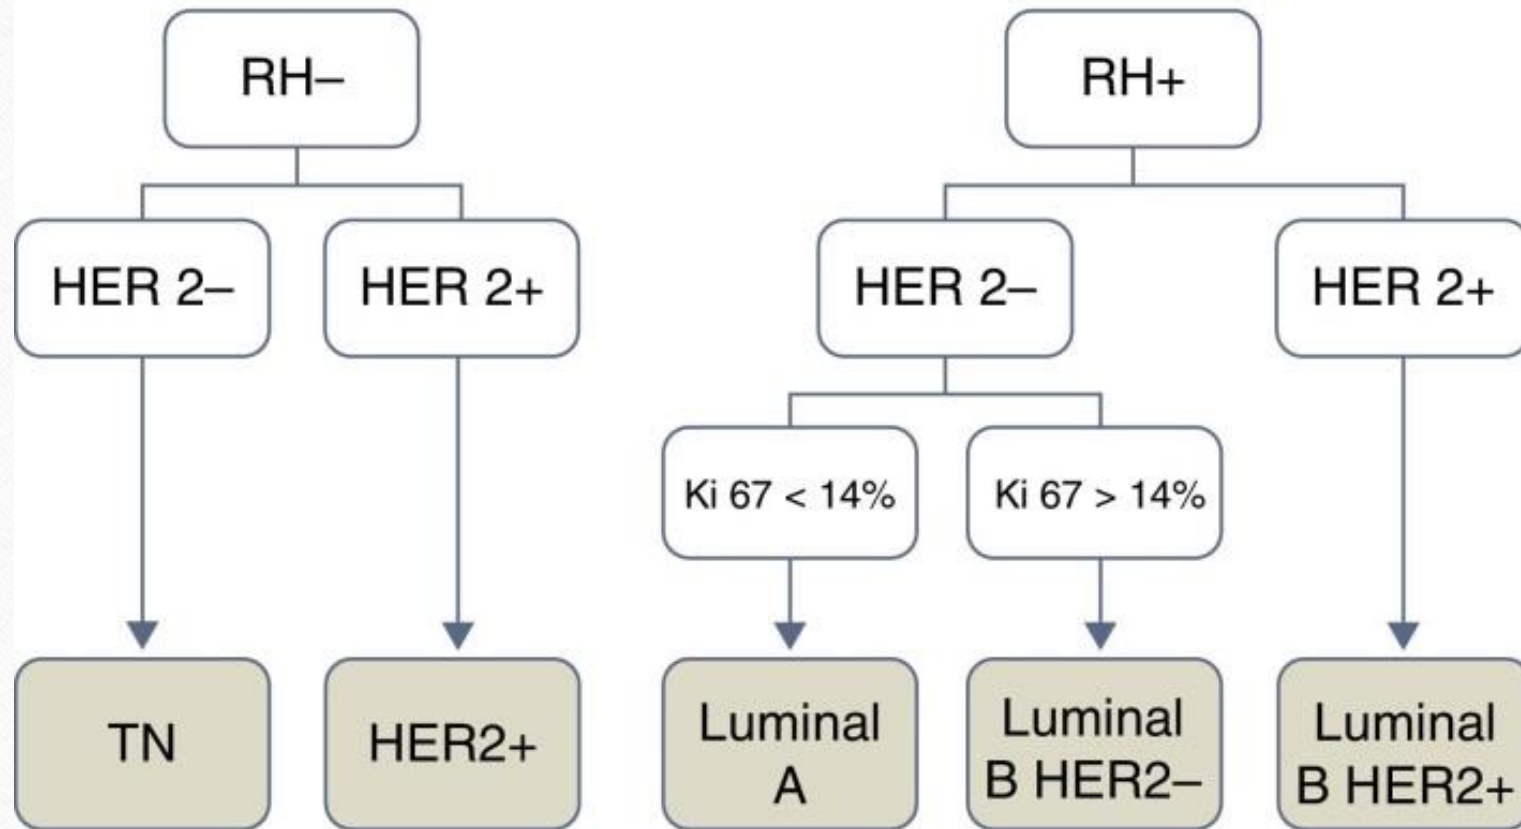 RH–
RH+
HER 2–
HER 2+
HER 2–
HER 2+
Ki 67 < 14%
Ki 67 > 14%
TN
HER2+
Luminal
A
Luminal
B HER2–
Luminal
B HER2+